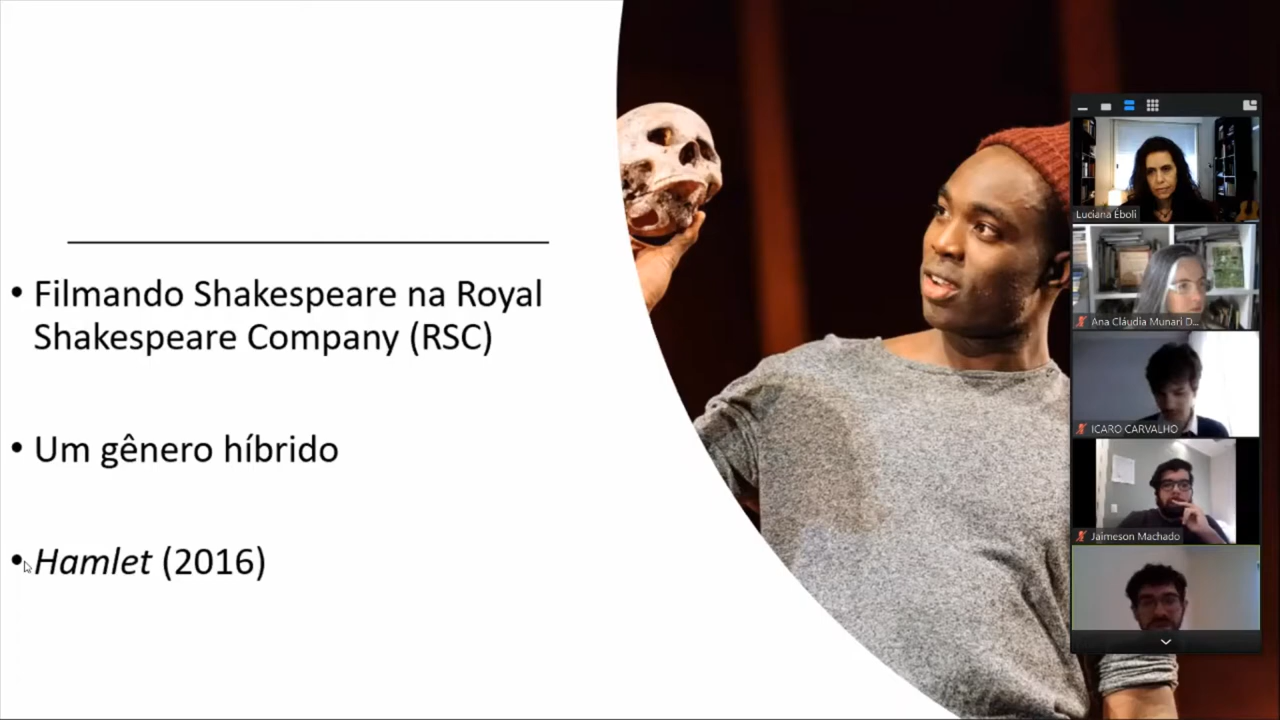 • Filmando Shakespeare na Royal
Shakespeare Company (RSC)
• Um gênero híbrido
• Hamlet (2016)
Luciana Éboli
Ana Cláudia Munari D...
ICARO CARVALHO
Jaimeson Machado